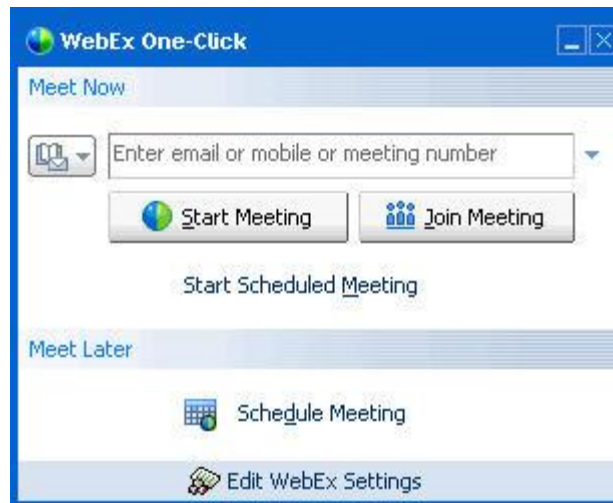 WebEx One-Click
Meet Now
Enter email or mobile or meeting number
Start Meeting
Join Meeting
Start Scheduled Meeting
Meet Later
Schedule Meeting
Edit WebEx Settings